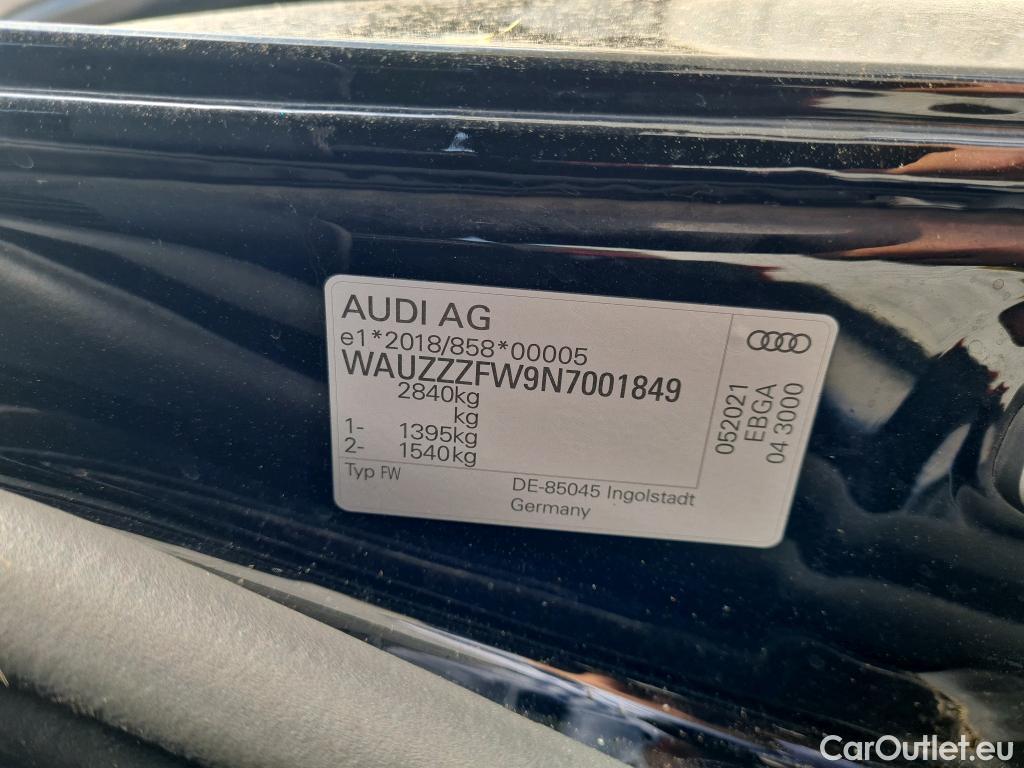 AUDI AG
e1*2018/858*00005
WAUZZZFW9N7001849
2840kg
kg
1- 1395kg
2- 1540kg
Typ FW
DE-85045 Ingolstadt
Germany
052021
EBGA
04 3000
CarOutlet.eu